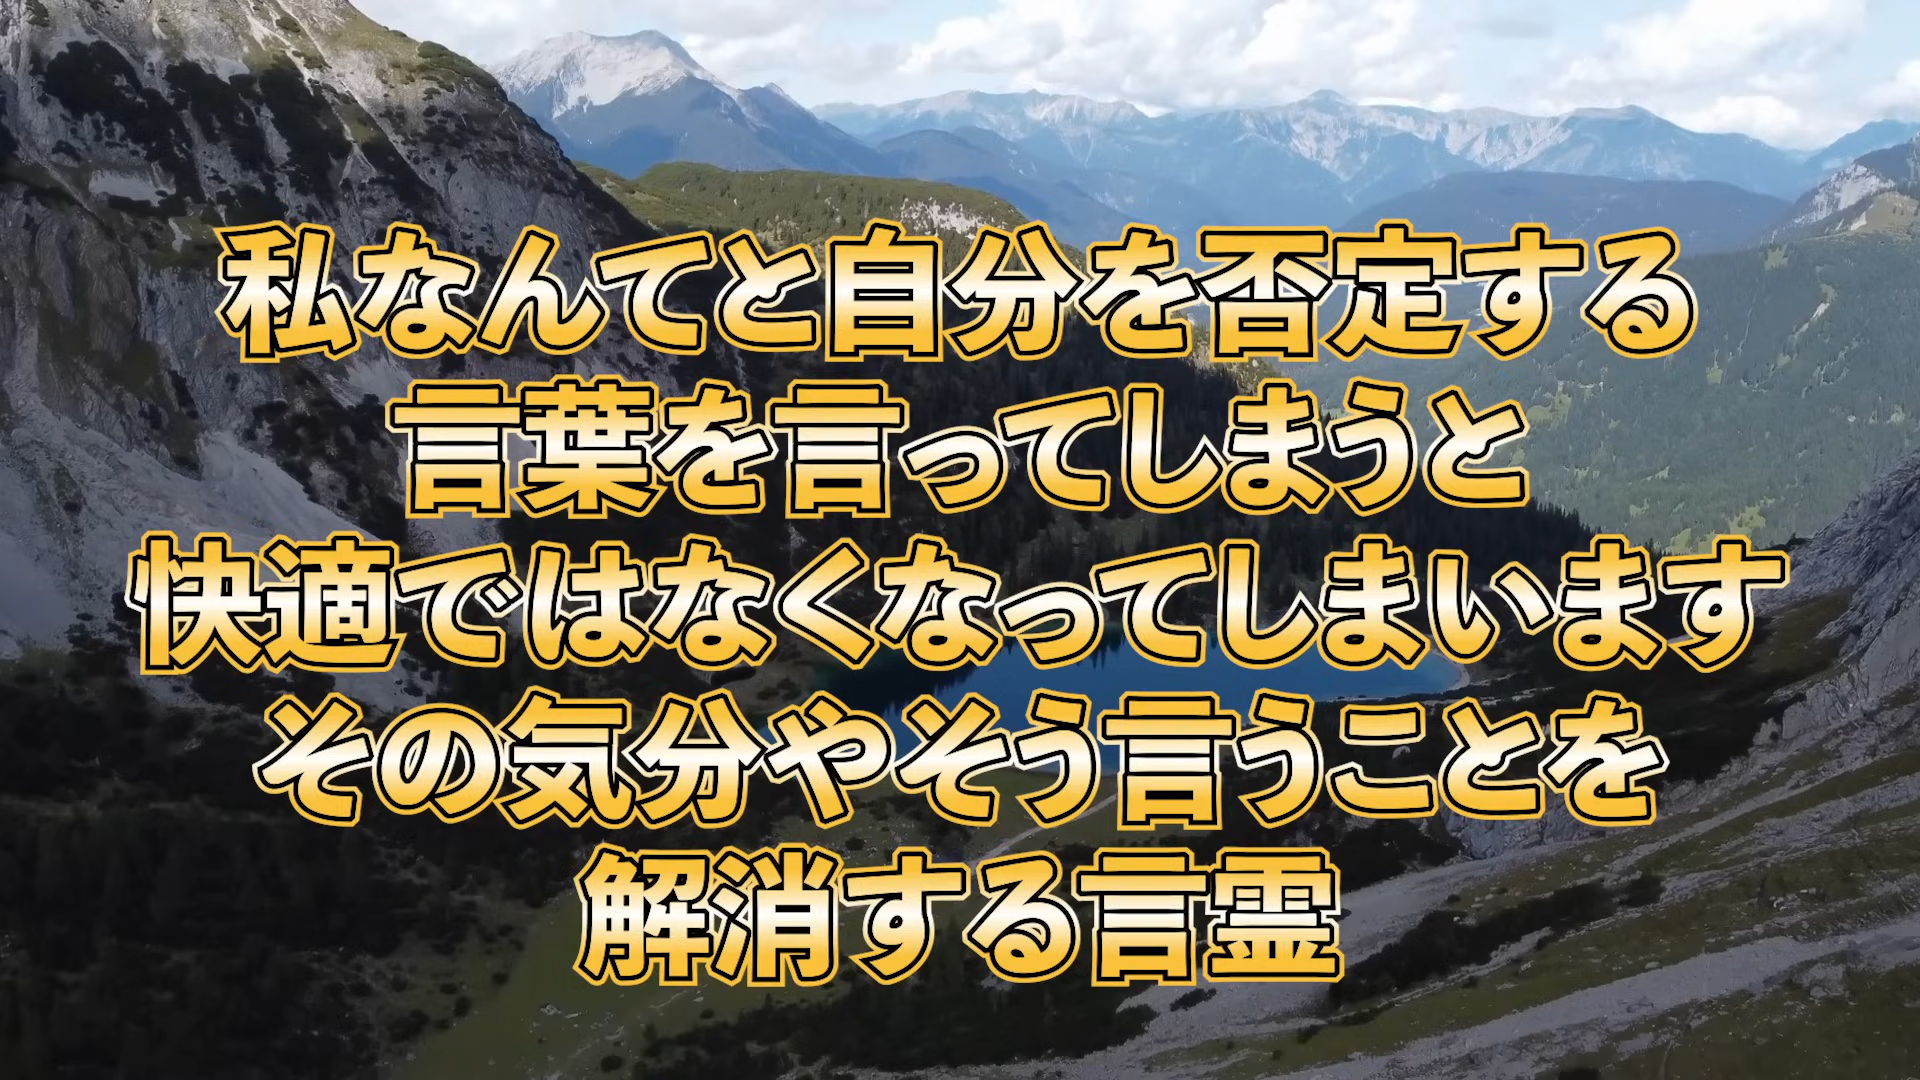 私なんてと自分を否定する
言葉を言ってしまうと
快適ではなくなってしまいます
その気分やそう言うことを
解消する言霊